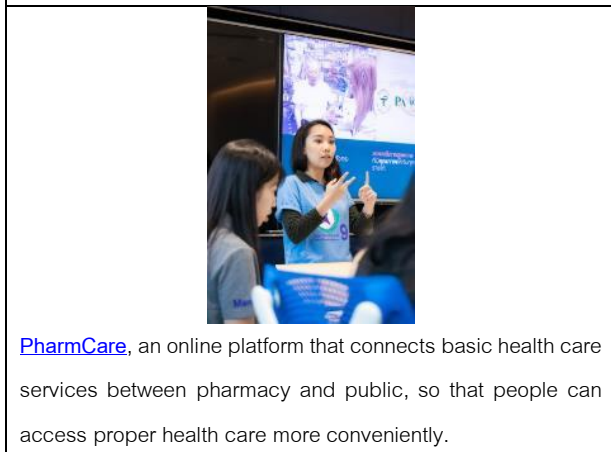 PharmCare, an online platform that connects basic health care
services between pharmacy and public, so that people can
access proper health care more conveniently.